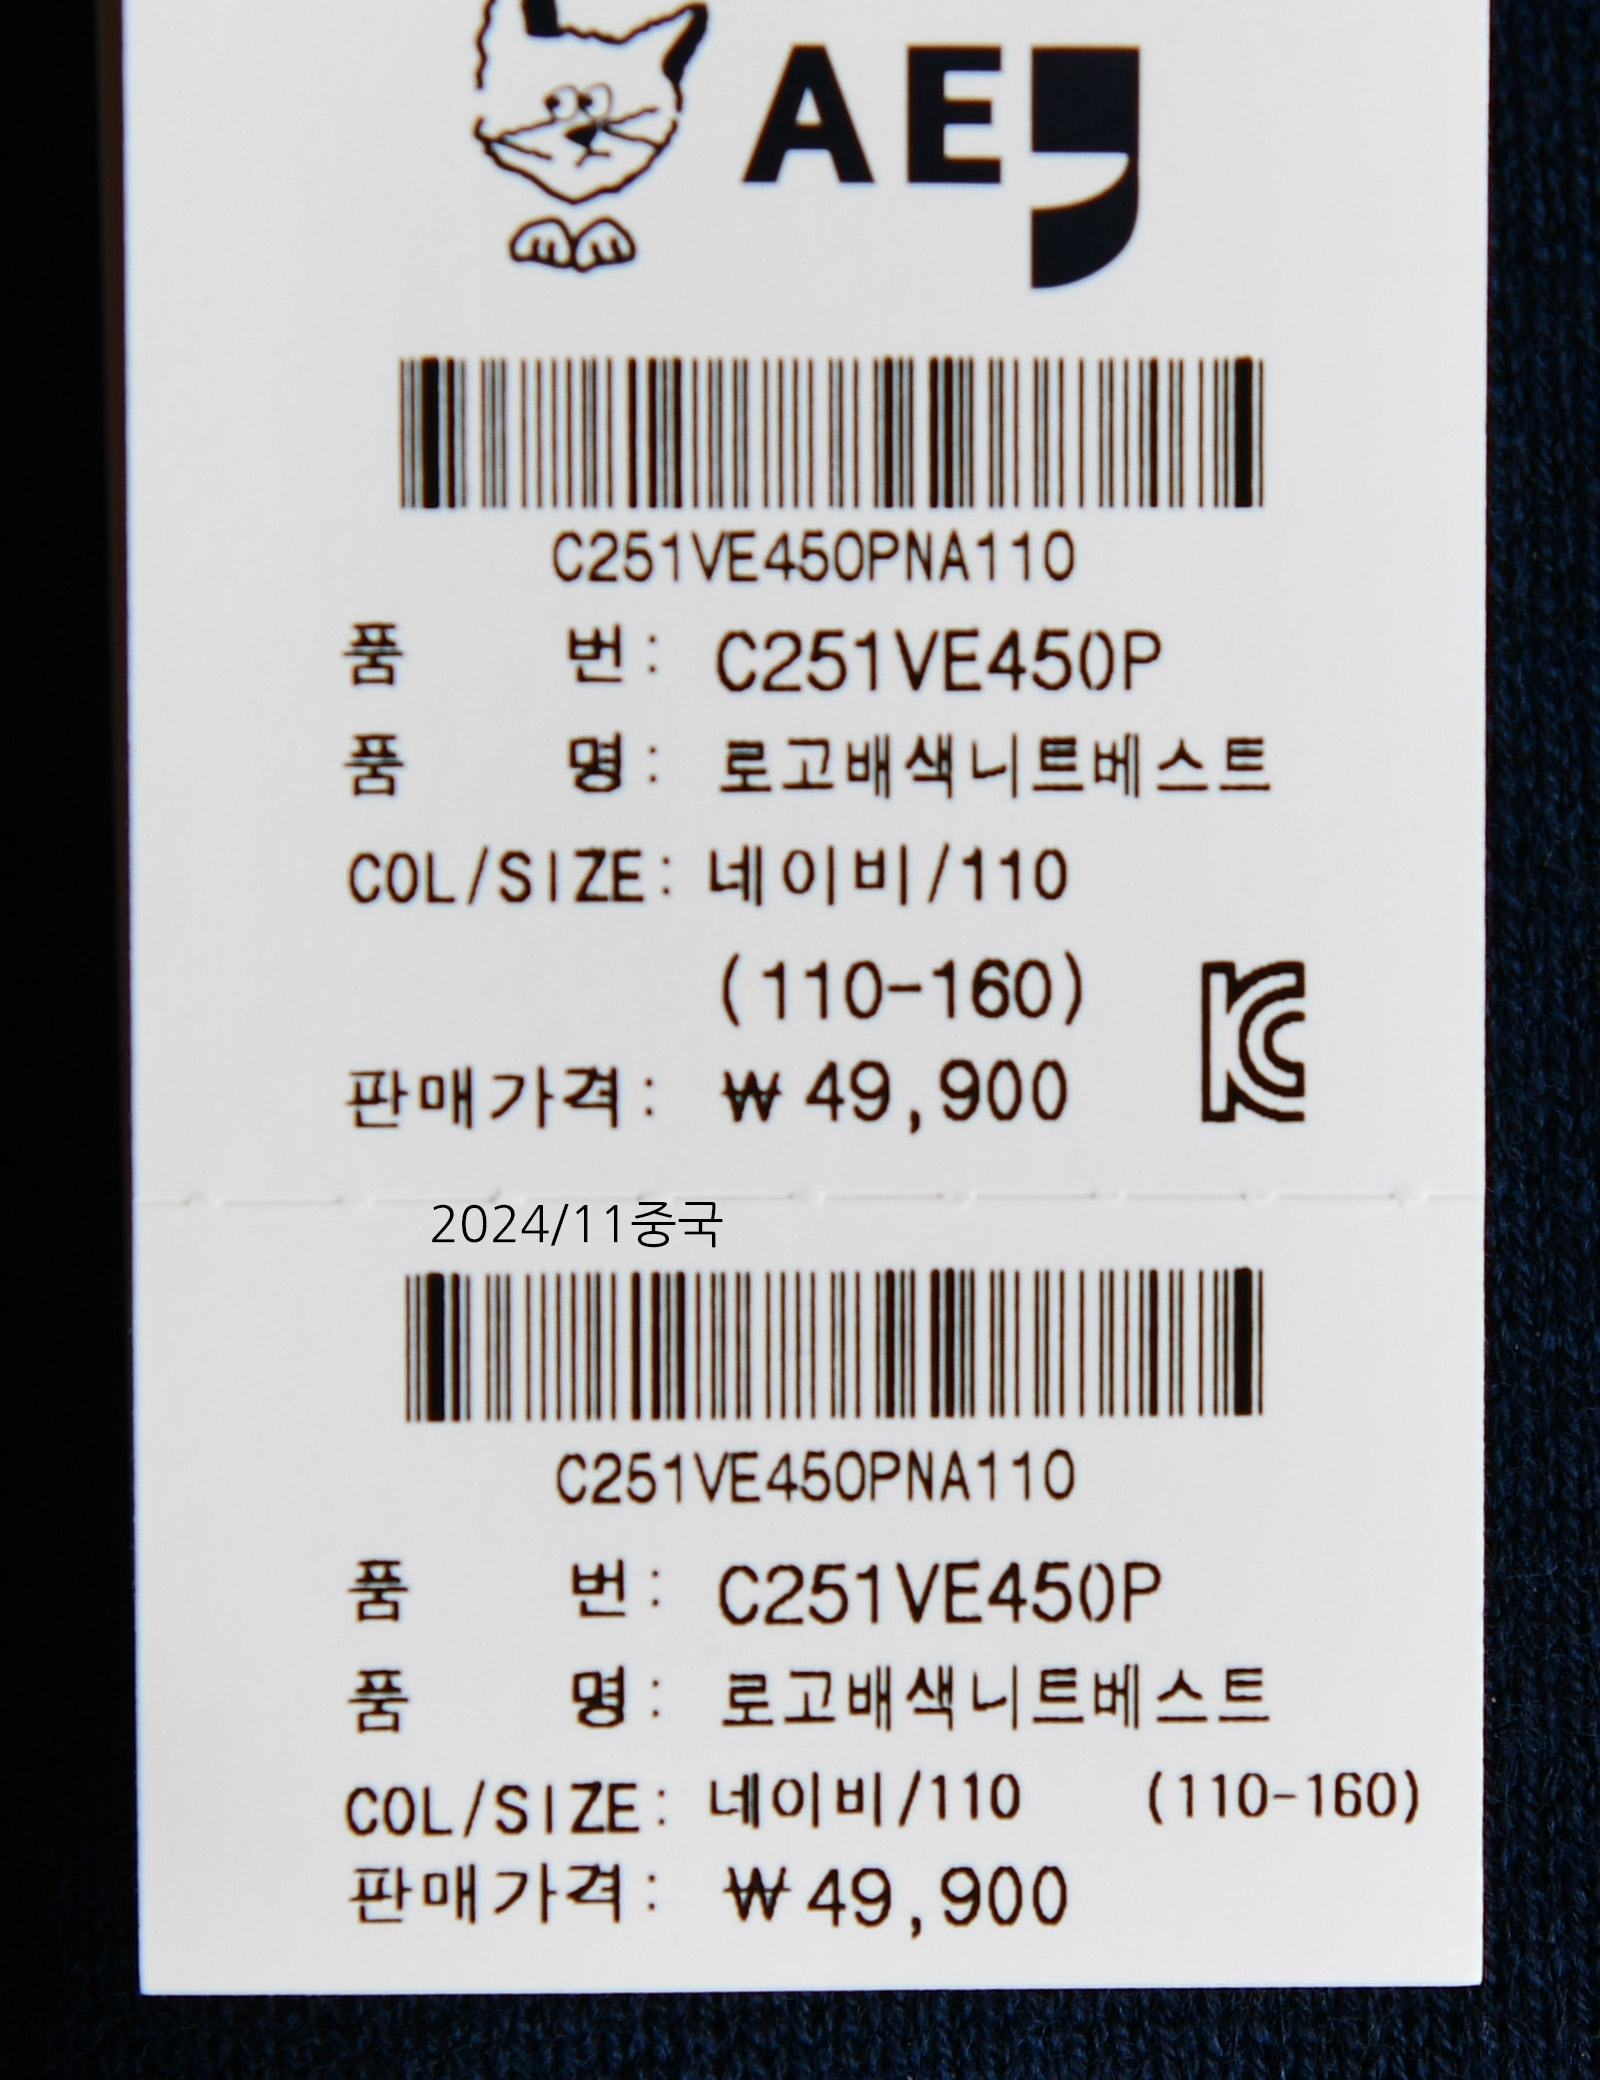 AE,
C251VE450PNA110
품 번: C251VE450P
품 명: 로고배색니트베스트
COL/SIZE: 네이비/110
(110-160)
판매가격: ₩49,900
2024/11중국
C251VE450PNA110
품 번: C251VE450P
품 명: 로고배색니트베스트
COL/SIZE: 네이비/110 (110-160)
판매가격: ₩49,900